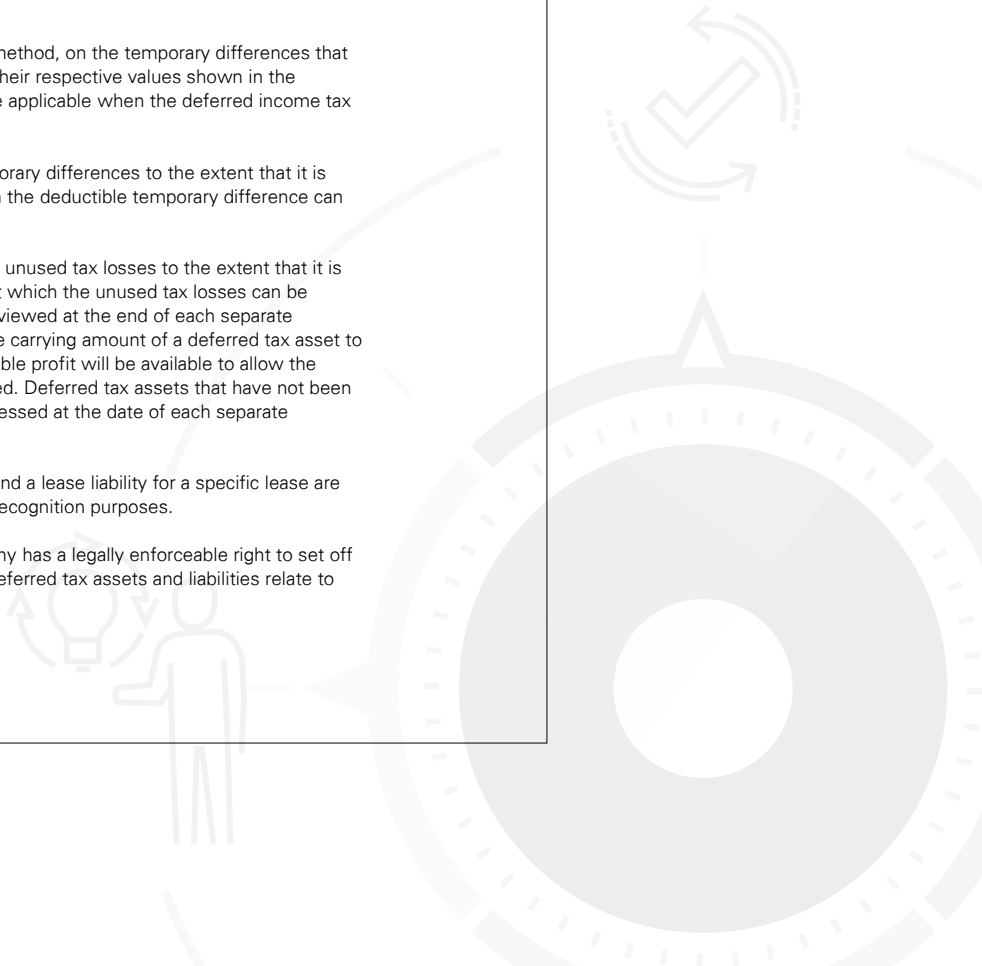 nethod, on the temporary differences that
heir respective values shown in the
e applicable when the deferred income tax
orary differences to the extent that it is
the deductible temporary difference can
unused tax losses to the extent that it is
t which the unused tax losses can be
viewed at the end of each separate
e carrying amount of a deferred tax asset to
ble profit will be available to allow the
ed. Deferred tax assets that have not been
essed at the date of each separate
nd a lease liability for a specific lease are
ecognition purposes.
ny has a legally enforceable right to set off
eferred tax assets and liabilities relate to